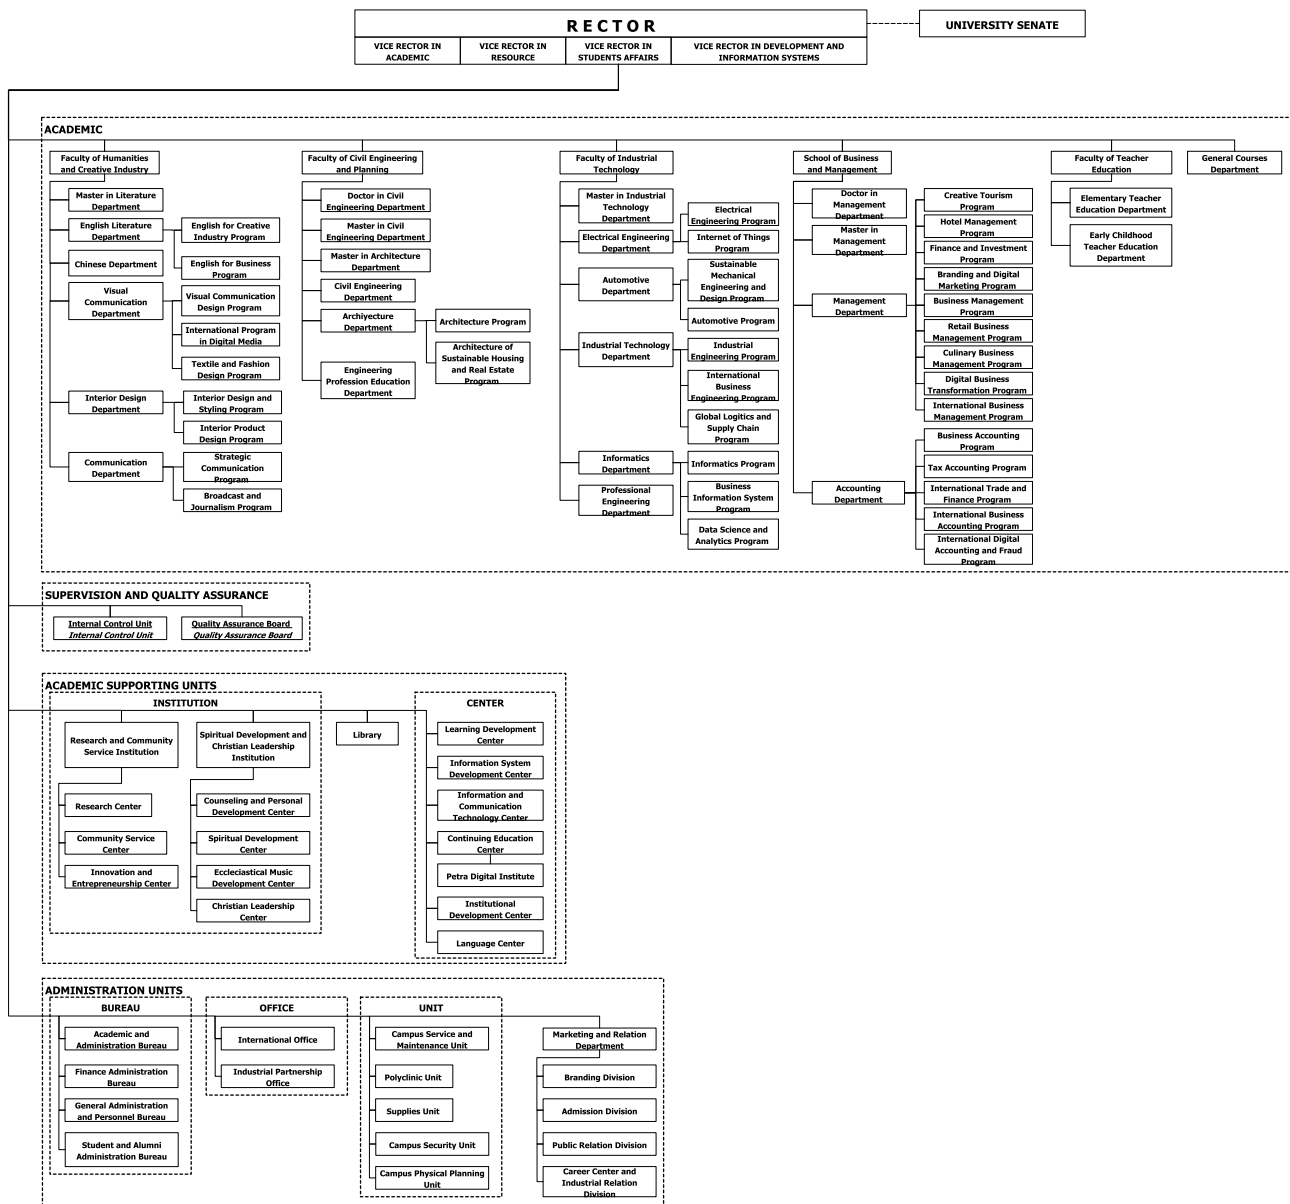 RECTOR
UNIVERSITY SENATE
VICE RECTOR IN
ACADEMIC
VICE RECTOR IN
RESOURCE
VICE RECTOR IN
STUDENTS AFFAIRS
VICE RECTOR IN DEVELOPMENT AND
INFORMATION SYSTEMS
ACADEMIC
Faculty of Humanities
and Creative Industry
Master in Literature
Department
English Literature
Department
English for Creative
Industry Program
English for Business
Program
Chinese Department
Visual
Communication
Department
Visual Communication
Design Program
International Program
in Digital Media
Textile and Fashion
Design Program
Interior Design
Department
Interior Design and
Styling Program
Interior Product
Design Program
Communication
Department
Strategic
Communication
Program
Broadcast and
Journalism Program
Faculty of Civil Engineering
and Planning
Doctor in Civil
Engineering Department
Master in Civil
Engineering Department
Master in Architecture
Department
Civil Engineering
Department
Archiyecture
Department
Architecture Program
Architecture of
Sustainable Housing
and Real Estate
Program
Engineering
Profession Education
Department
Faculty of Industrial
Technology
Master in Industrial
Technology
Department
Electrical Engineering
Department
Electrical
Engineering Program
Internet of Things
Program
Automotive
Department
Sustainable
Mechanical
Engineering and
Design Program
Automotive Program
Industrial Technology
Department
Industrial
Engineering Program
International
Business
Engineering Program
Global Logitics and
Supply Chain
Program
Informatics
Department
Informatics Program
Business
Information System
Program
Data Science and
Analytics Program
Professional
Engineering
Department
School of Business
and Management
Doctor in
Management
Department
Master in
Management
Department
Management
Department
Creative Tourism
Program
Hotel Management
Program
Finance and Investment
Program
Branding and Digital
Marketing Program
Business Management
Program
Retail Business
Management Program
Culinary Business
Management Program
Digital Business
Transformation Program
International Business
Management Program
Accounting
Department
Business Accounting
Program
Tax Accounting Program
International Trade and
Finance Program
International Business
Accounting Program
International Digital
Accounting and Fraud
Program
Faculty of Teacher
Education
Elementary Teacher
Education Department
Early Childhood
Teacher Education
Department
General Courses
Department
SUPERVISION AND QUALITY ASSURANCE
Internal Control Unit
Internal Control Unit
Quality Assurance Board
Quality Assurance Board
ACADEMIC SUPPORTING UNITS
INSTITUTION
Research and Community
Service Institution
Research Center
Community Service
Center
Innovation and
Entrepreneurship Center
Spiritual Development and
Christian Leadership
Institution
Counseling and Personal
Development Center
Spiritual Development
Center
Eccleciastical Music
Development Center
Christian Leadership
Center
Library
CENTER
Learning Development
Center
Information System
Development Center
Information and
Communication
Technology Center
Continuing Education
Center
Petra Digital Institute
Institutional
Development Center
Language Center
ADMINISTRATION UNITS
BUREAU
Academic and
Administration Bureau
Finance Administration
Bureau
General Administration
and Personnel Bureau
Student and Alumni
Administration Bureau
OFFICE
International Office
Industrial Partnership
Office
UNIT
Campus Service and
Maintenance Unit
Polyclinic Unit
Supplies Unit
Campus Security Unit
Campus Physical Planning
Unit
Marketing and Relation
Department
Branding Division
Admission Division
Public Relation Division
Career Center and
Industrial Relation
Division